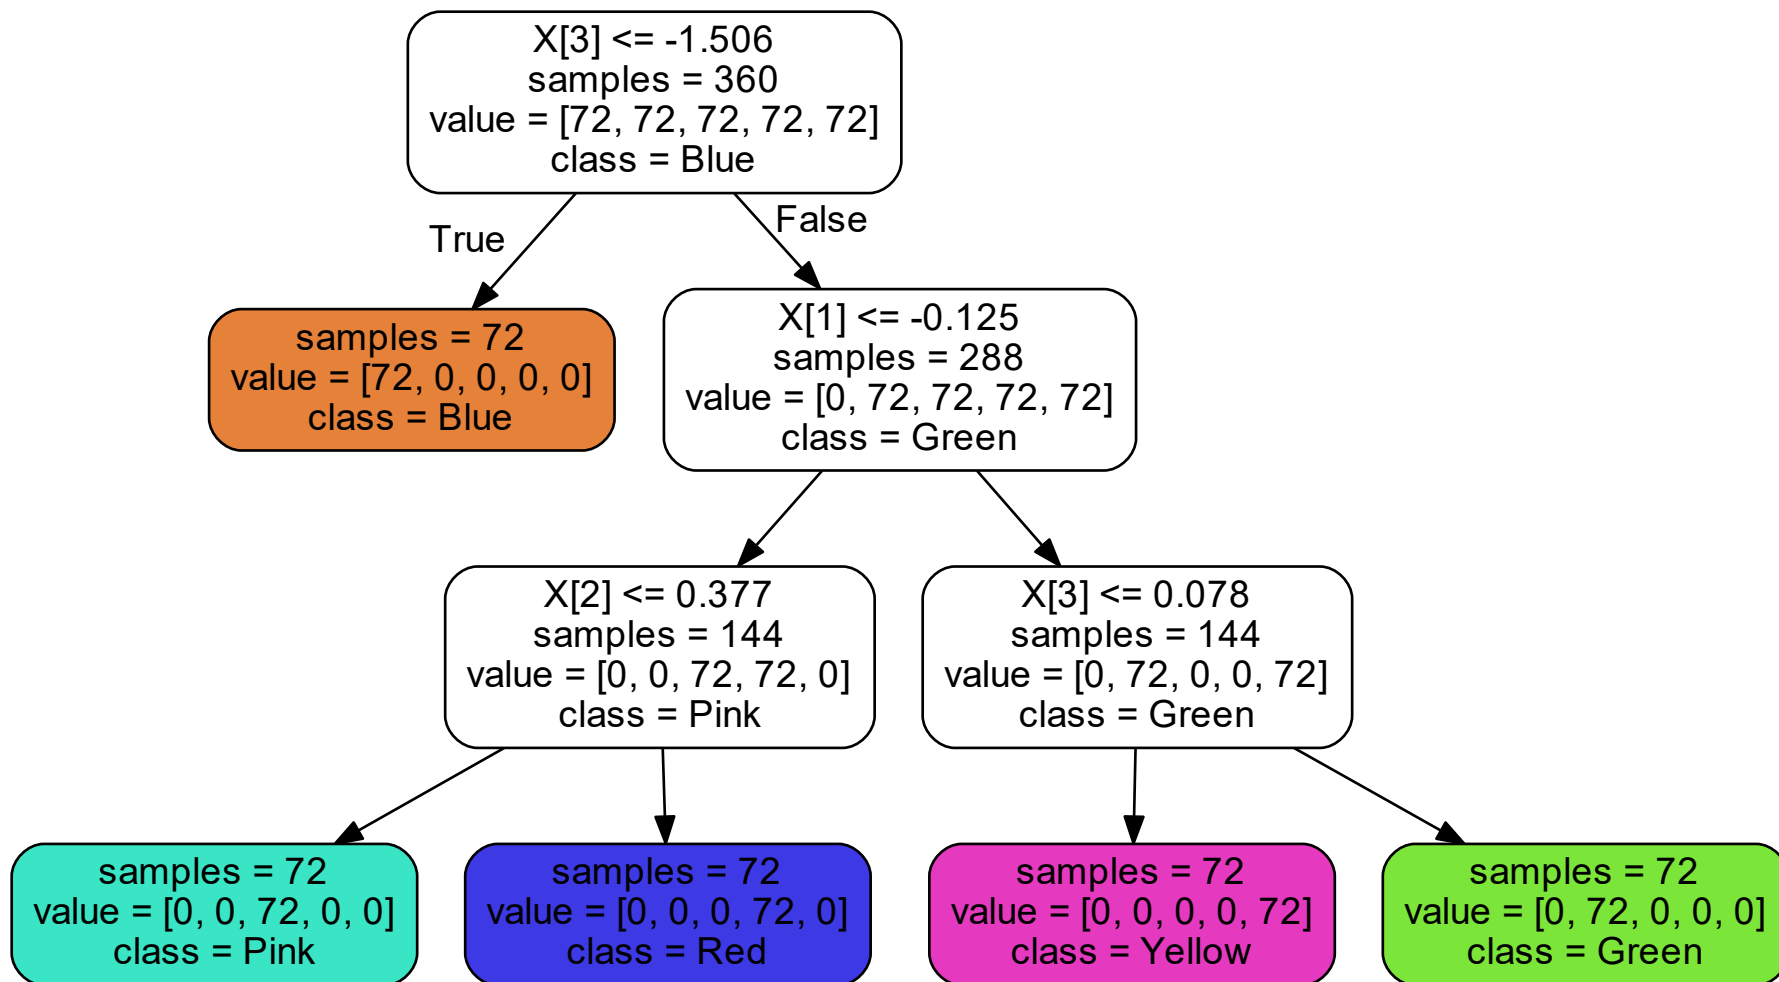 X[3] <= -1.506
samples = 360
value = [72, 72, 72, 72, 72]
class = Blue
True
False
samples = 72
value = [72, 0, 0, 0, 0]
class = Blue
X[1] <= -0.125
samples = 288
value = [0, 72, 72, 72, 72]
class = Green
X[2] <= 0.377
samples = 144
value = [0, 0, 72, 72, 0]
class = Pink
X[3] <= 0.078
samples = 144
value = [0, 72, 0, 0, 72]
class = Green
samples = 72
value = [0, 0, 72, 0, 0]
class = Pink
samples = 72
value = [0, 0, 0, 72, 0]
class = Red
samples = 72
value = [0, 0, 0, 0, 72]
class = Yellow
samples = 72
value = [0, 72, 0, 0, 0]
class = Green